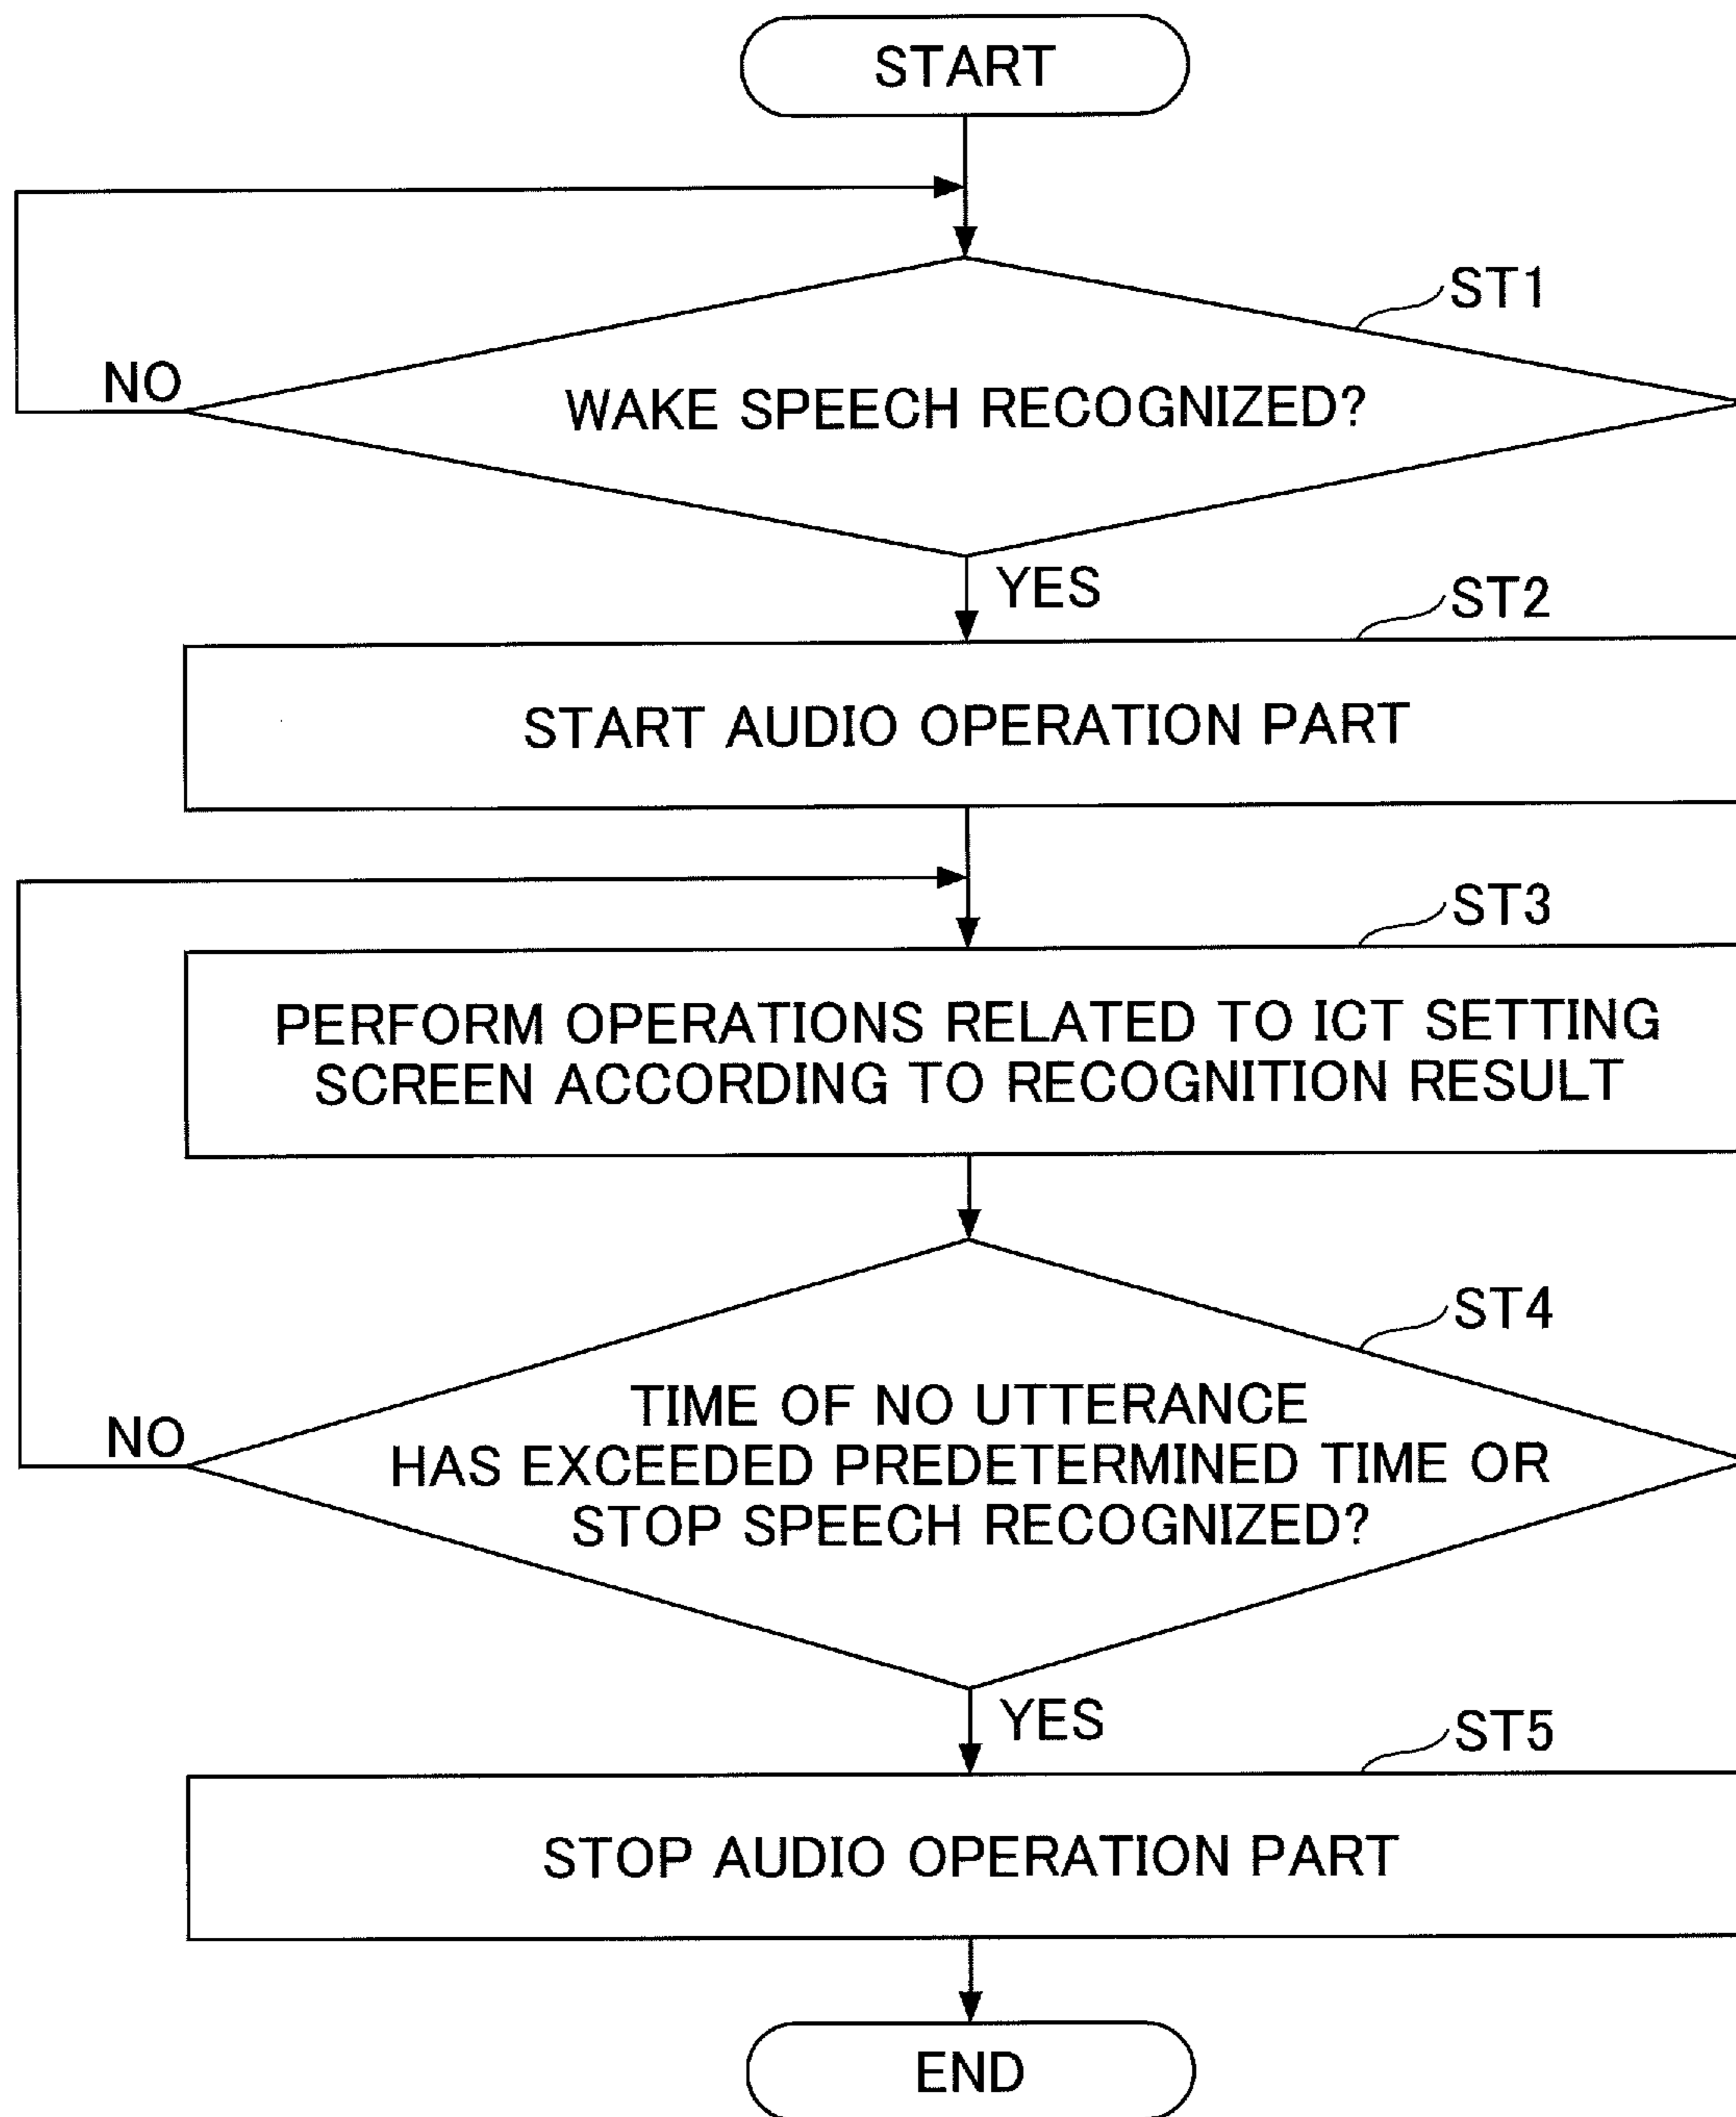 START
ST1
NO
WAKE SPEECH RECOGNIZED?
YES
ST2
START AUDIO OPERATION PART
ST3
PERFORM OPERATIONS RELATED TO ICT SETTING
SCREEN ACCORDING TO RECOGNITION RESULT
ST4
TIME OF NO UTTERANCE
NO
HAS EXCEEDED PREDETERMINED TIME OR
STOP SPEECH RECOGNIZED?
YES
ST5
STOP AUDIO OPERATION PART
END